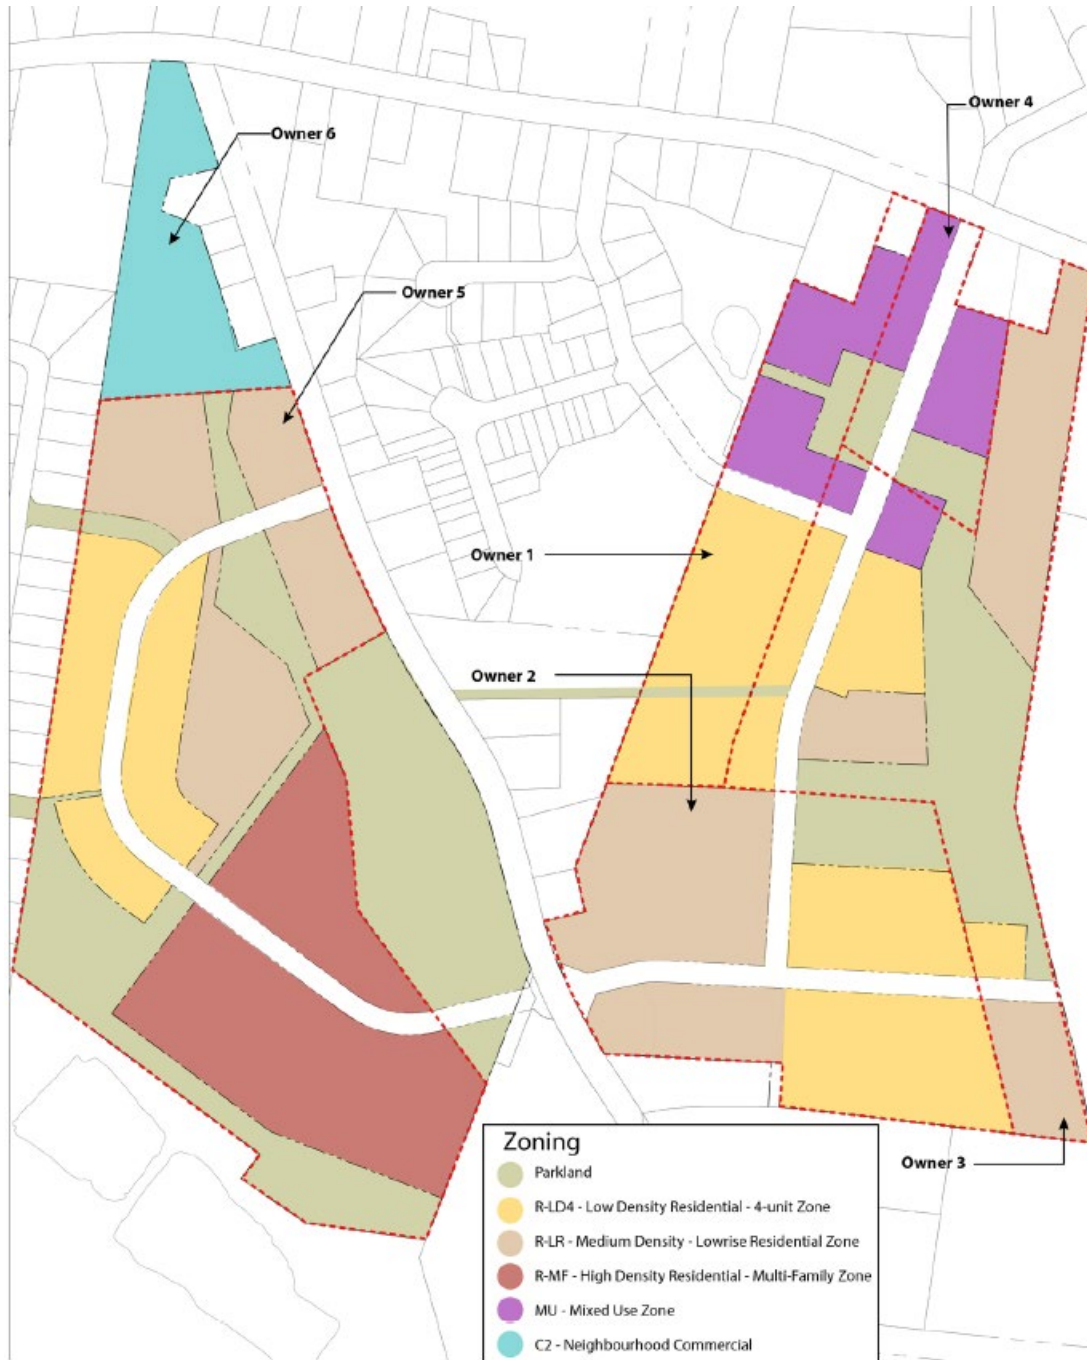 Owner 4
Owner 6
Owner 5
Owner 1
Owner 2
Owner 3
Zoning
Parkland
R-LD4 - Low Density Residential - 4-unit Zone
R-LR - Medium Density - Lowrise Residential Zone
R-MF - High Density Residential - Multi-Family Zone
MU - Mixed Use Zone
C2 - Neighbourhood Commercial